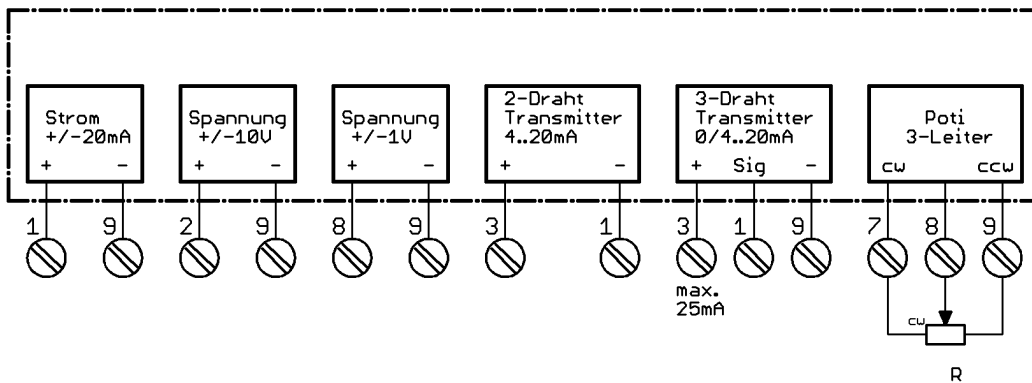 Strom
+/-20mA
+ -
Spannung
+/-10V
+ -
Spannung
+/-1V
+ -
2-Draht
Transmitter
4..20mA
+ -
3-Draht
Transmitter
0/4..20mA
+ Sig -
Poti
3-Leiter
cw ccw
1 9 2 9 8 9 3 1 3 1 9 7 8 9
max.
25mA
cw
R